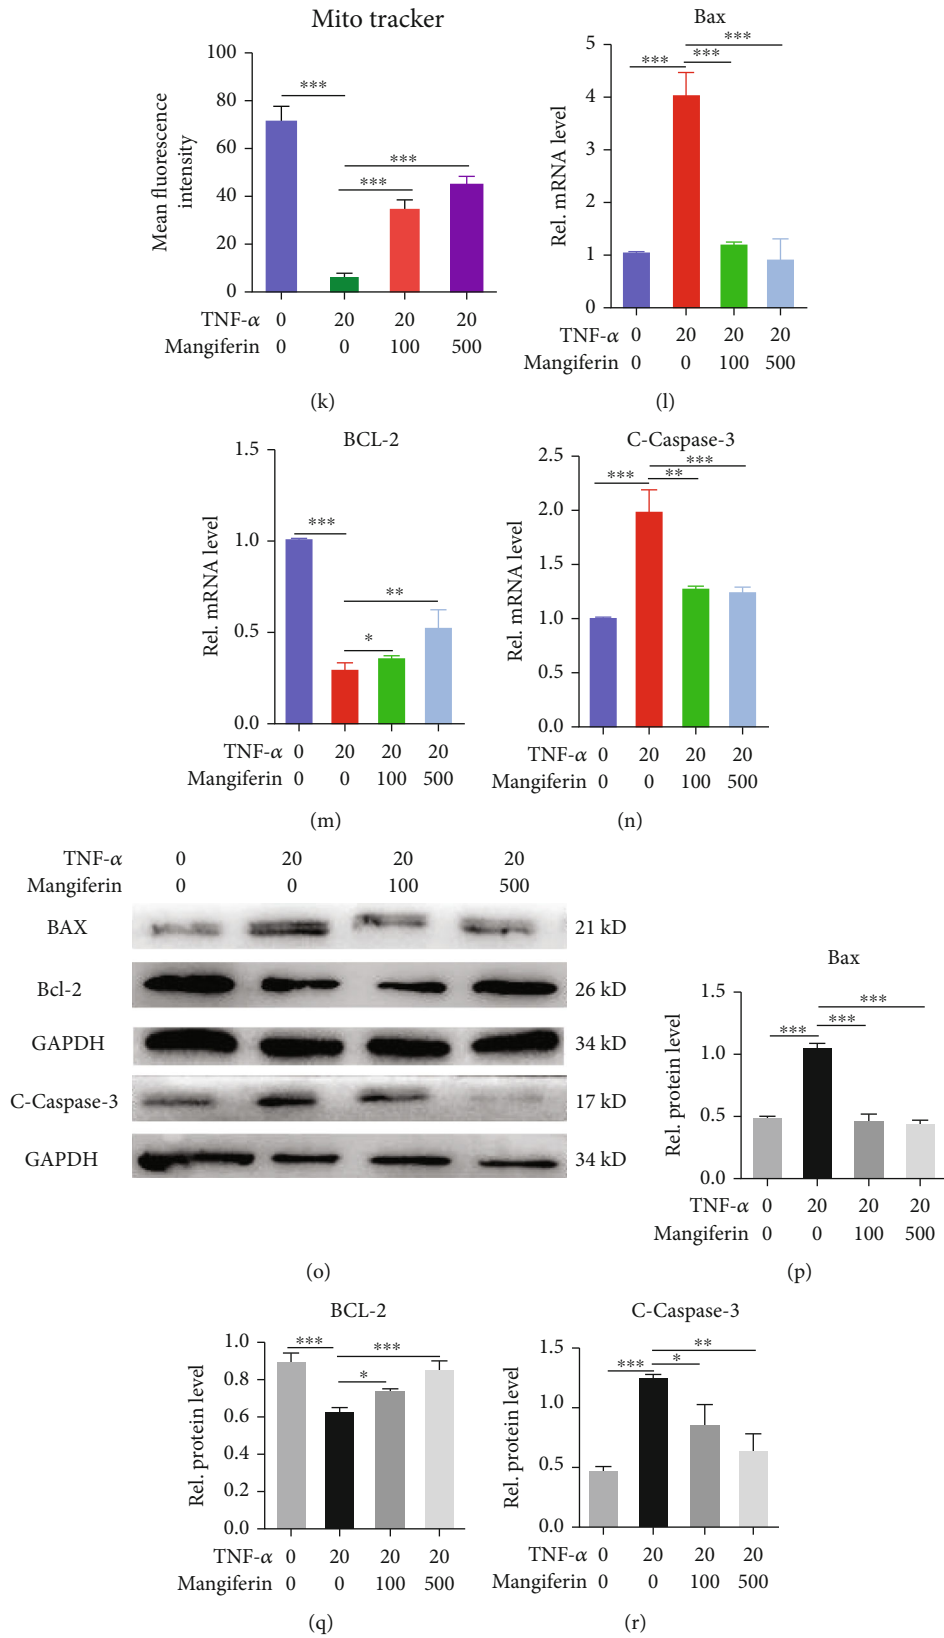 Mito tracker
Mean fluorescence
intensity
100
80
60
40
20
0
***
***
***
TNF-α 0 20 20 20
Mangiferin 0 0 100 500
(k)
Bax
Rel. mRNA level
5
4
3
2
1
0
***
***
***
TNF-α 0 20 20 20
Mangiferin 0 0 100 500
(l)
BCL-2
Rel. mRNA level
1.5
1.0
0.5
0.0
***
**
*
TNF-α 0 20 20 20
Mangiferin 0 0 100 500
(m)
C-Caspase-3
Rel. mRNA level
2.5
2.0
1.5
1.0
0.5
0.0
***
***
**
TNF-α 0 20 20 20
Mangiferin 0 0 100 500
(n)
TNF-α 0 20 20 20
Mangiferin 0 0 100 500
BAX 21 kD
Bcl-2 26 kD
GAPDH 34 kD
C-Caspase-3 17 kD
GAPDH 34 kD
(o)
Bax
Rel. protein level
1.5
1.0
0.5
0.0
***
***
***
TNF-α 0 20 20 20
Mangiferin 0 0 100 500
(p)
BCL-2
Rel. protein level
1.0
0.8
0.6
0.4
0.2
0.0
***
***
*
TNF-α 0 20 20 20
Mangiferin 0 0 100 500
(q)
C-Caspase-3
Rel. protein level
1.5
1.0
0.5
0.0
**
***
*
TNF-α 0 20 20 20
Mangiferin 0 0 100 500
(r)